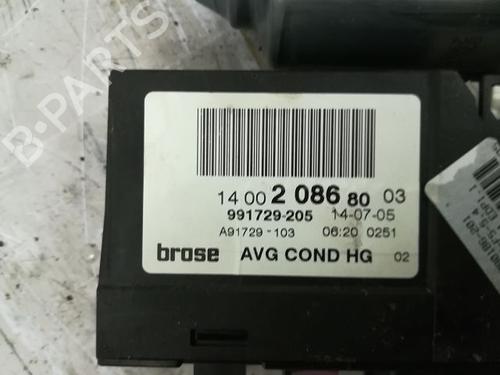 B-PARTS
14 00 2 086 80 03
991729-205 14-07-05
A91729-103 06:20 0251
brose AVG COND HG 02